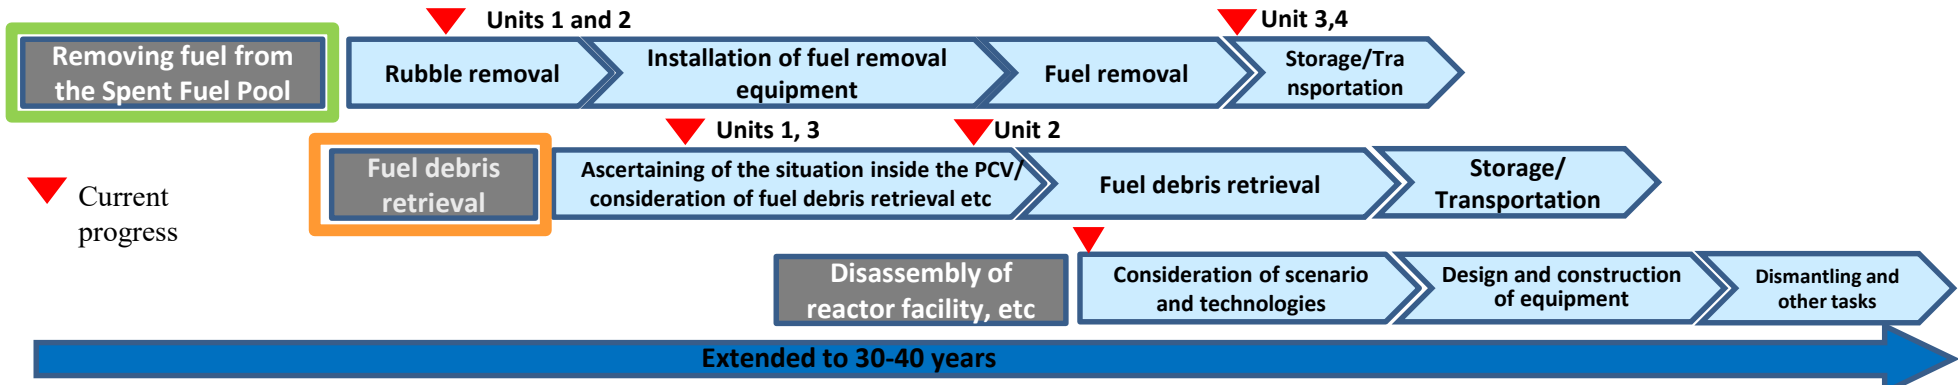 Units 1 and 2
Unit 3,4
Removing fuel from
the Spent Fuel Pool
Rubble removal
Installation of fuel removal
equipment
Fuel removal
Storage/Tra
nsportation
Units 1, 3
Unit 2
Fuel debris
retrieval
Ascertaining of the situation inside the PCV/
consideration of fuel debris retrieval etc
Fuel debris retrieval
Storage/
Transportation
Current
progress
Disassembly of
reactor facility, etc
Consideration of scenario
and technologies
Design and construction
of equipment
Dismantling and
other tasks
Extended to 30-40 years